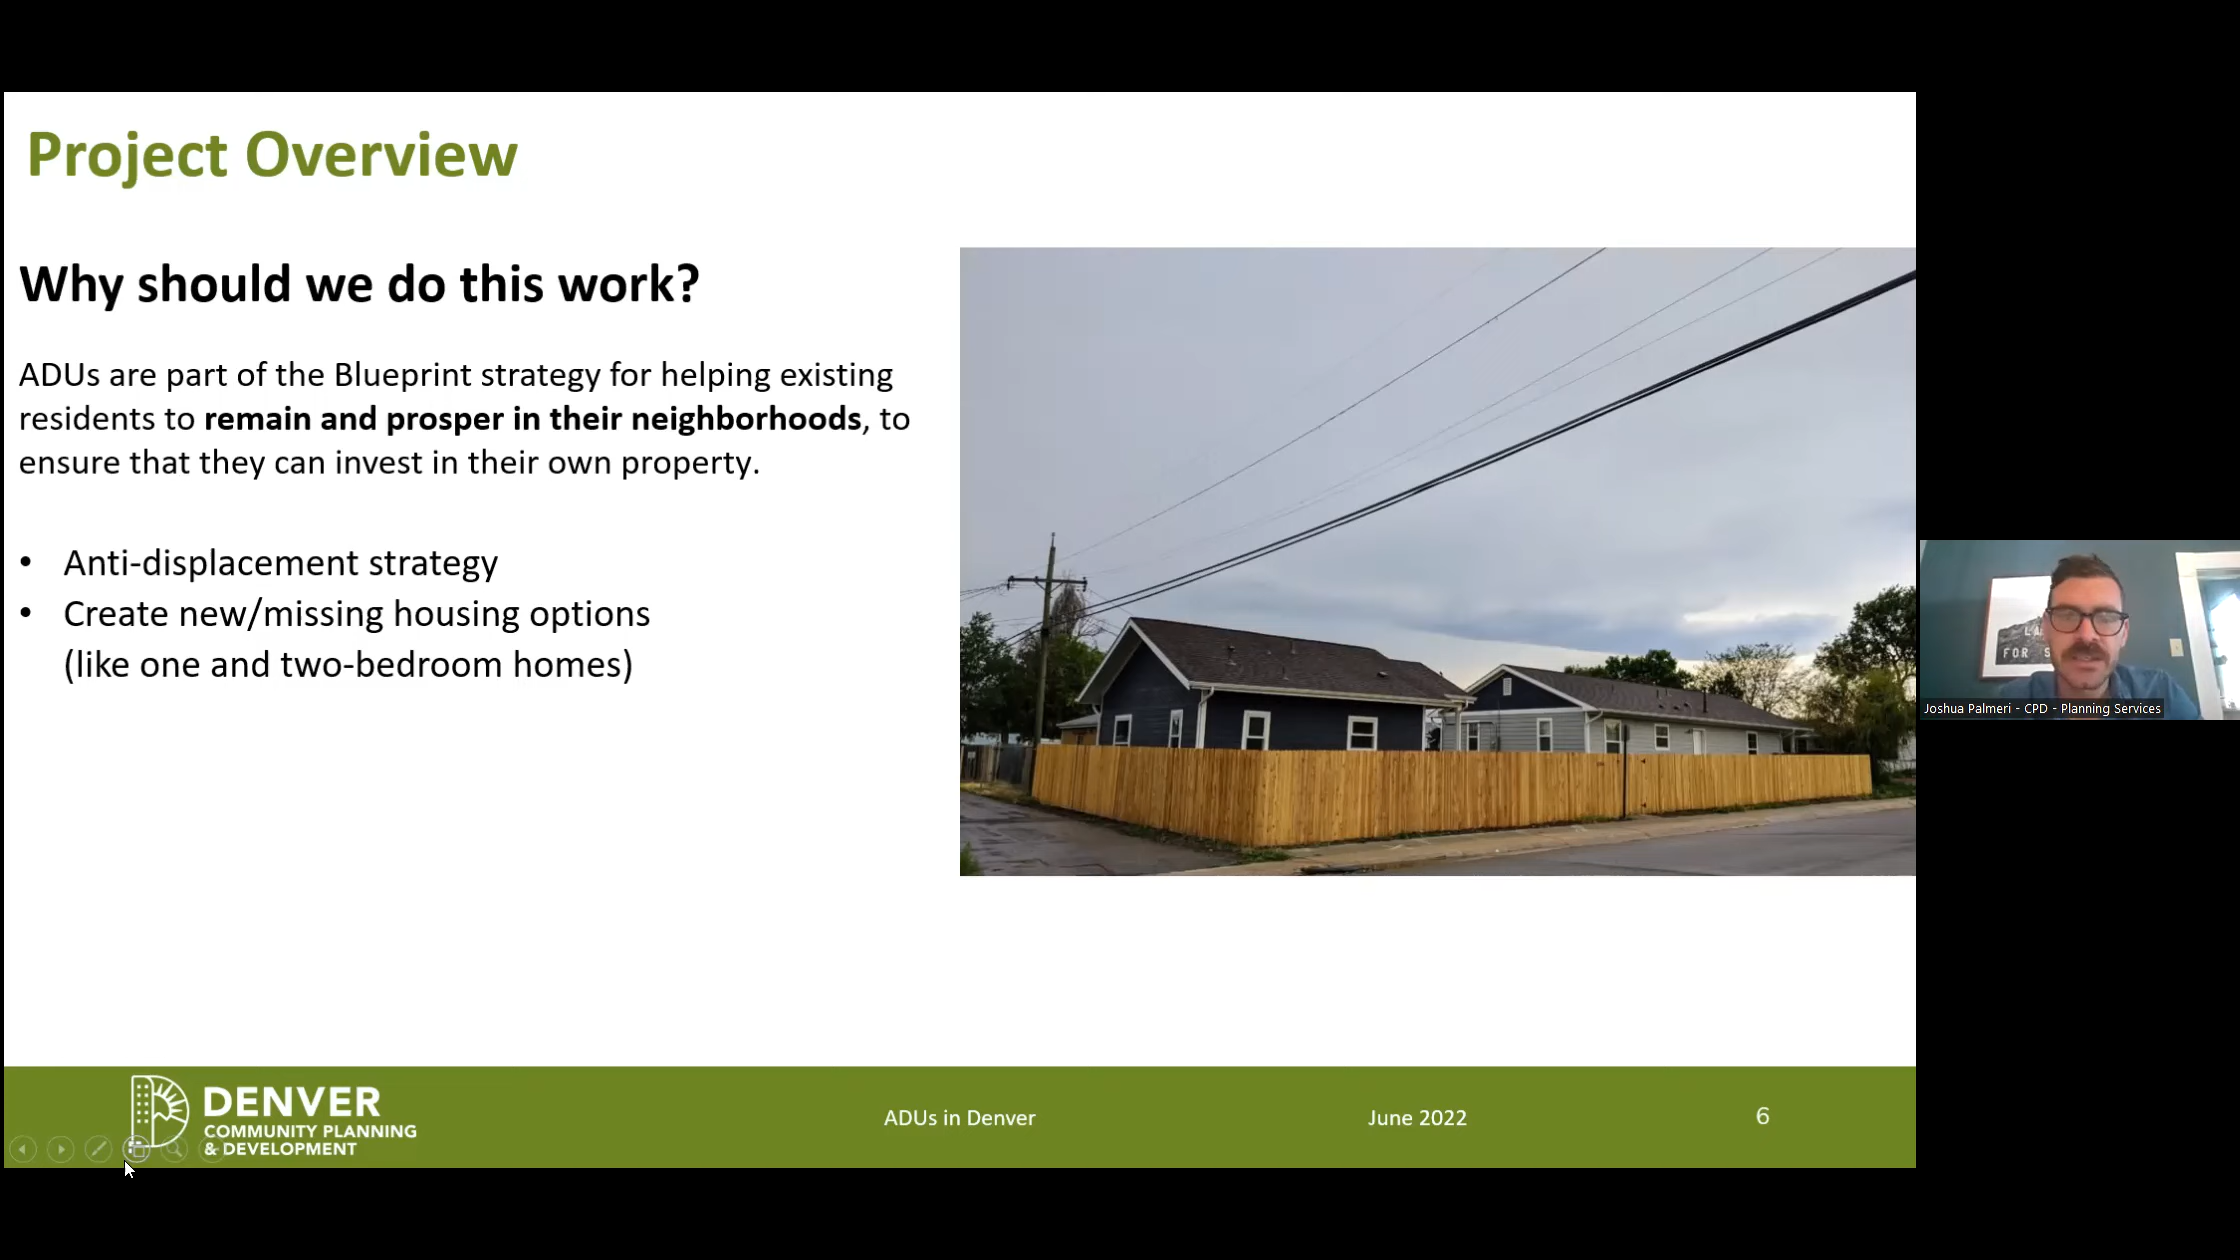 Project Overview
Why should we do this work?
ADUs are part of the Blueprint strategy for helping existing
residents to remain and prosper in their neighborhoods, to
ensure that they can invest in their own property.
• Anti-displacement strategy
• Create new/missing housing options
(like one and two-bedroom homes)
FOR S
Joshua Palmeri - CPD - Planning Services
DENVER
COMMUNITY PLANNING
& DEVELOPMENT
ADUs in Denver
June 2022
6